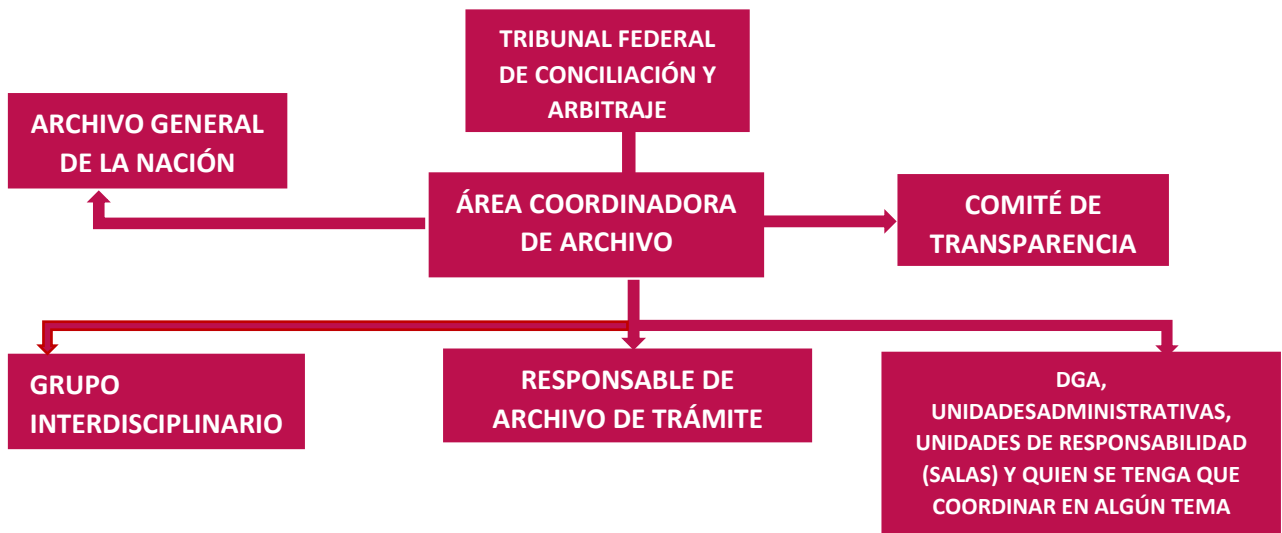 TRIBUNAL FEDERAL
DE CONCILIACIÓN Y
ARBITRAJE
ARCHIVO GENERAL
DE LA NACIÓN
ÁREA COORDINADORA
DE ARCHIVO
COMITÉ DE
TRANSPARENCIA
GRUPO
INTERDISCIPLINARIO
RESPONSABLE DE
ARCHIVO DE TRÁMITE
DGA,
UNIDADESADMINISTRATIVAS,
UNIDADES DE RESPONSABILIDAD
(SALAS) Y QUIEN SE TENGA QUE
COORDINAR EN ALGÚN TEMA